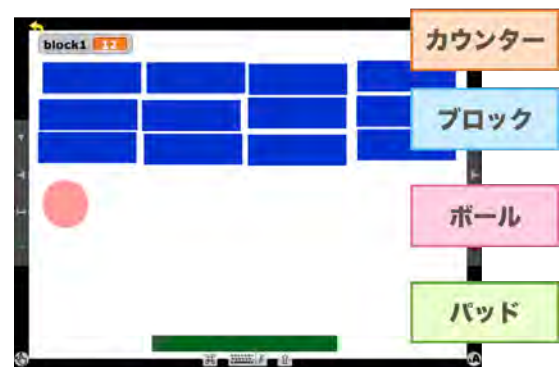 block1 12
カウンター
ブロック
ボール
パッド